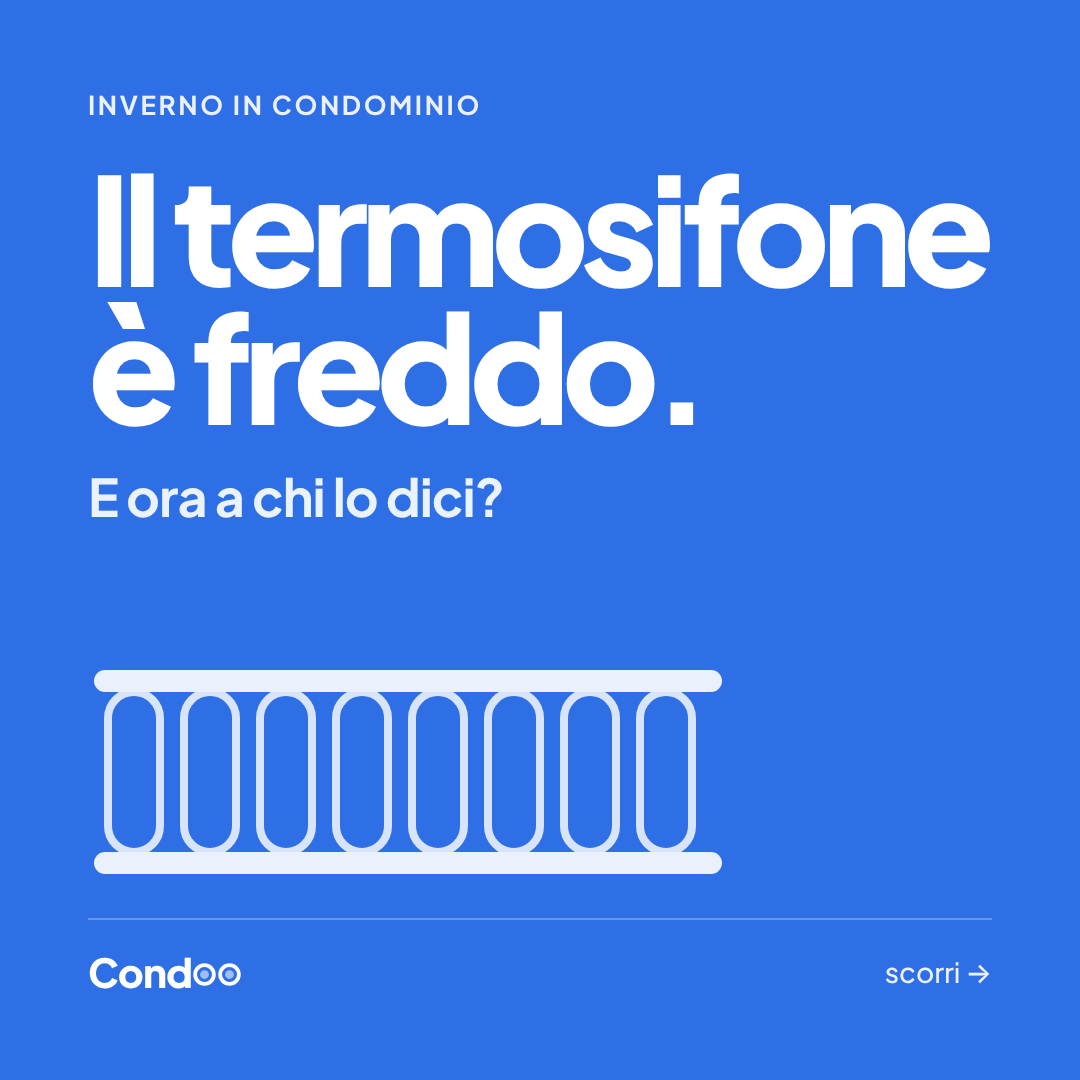 INVERNO IN CONDOMINIO
Il termosifone
è freddo.
E ora a chi lo dici?
Condoo
scorri →